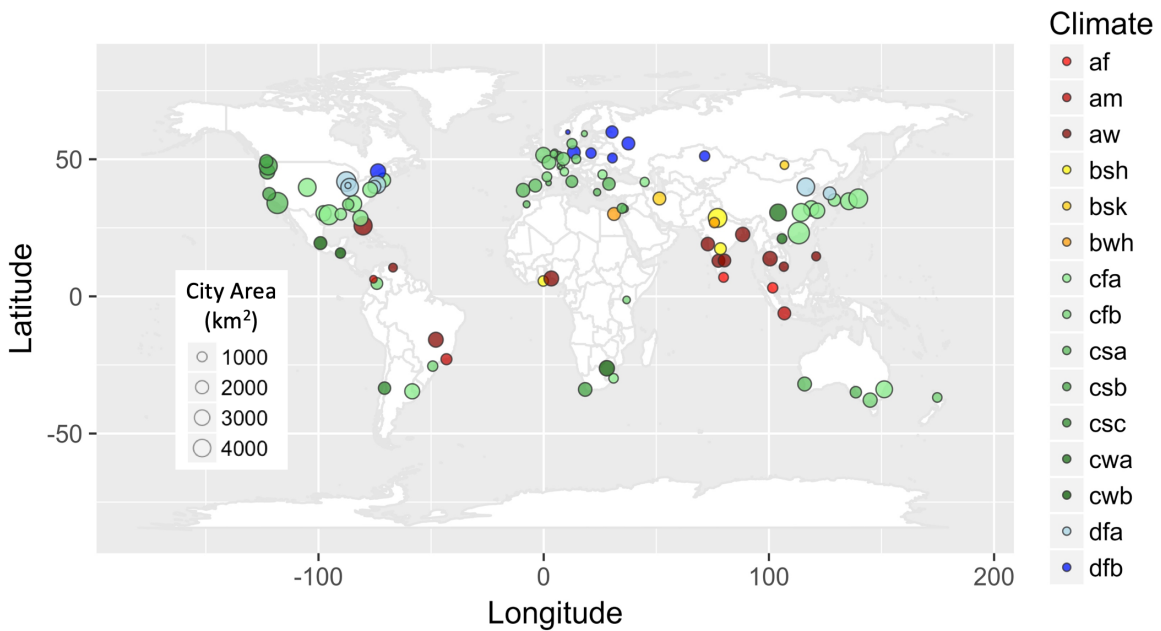 Climate
af
am
aw
bsh
bsk
bwh
cfa
cfb
csa
csb
csc
cwa
cwb
dfa
dfb
Latitude
50
0
-50
City Area
(km²)
1000
2000
3000
4000
-100
0
100
200
Longitude